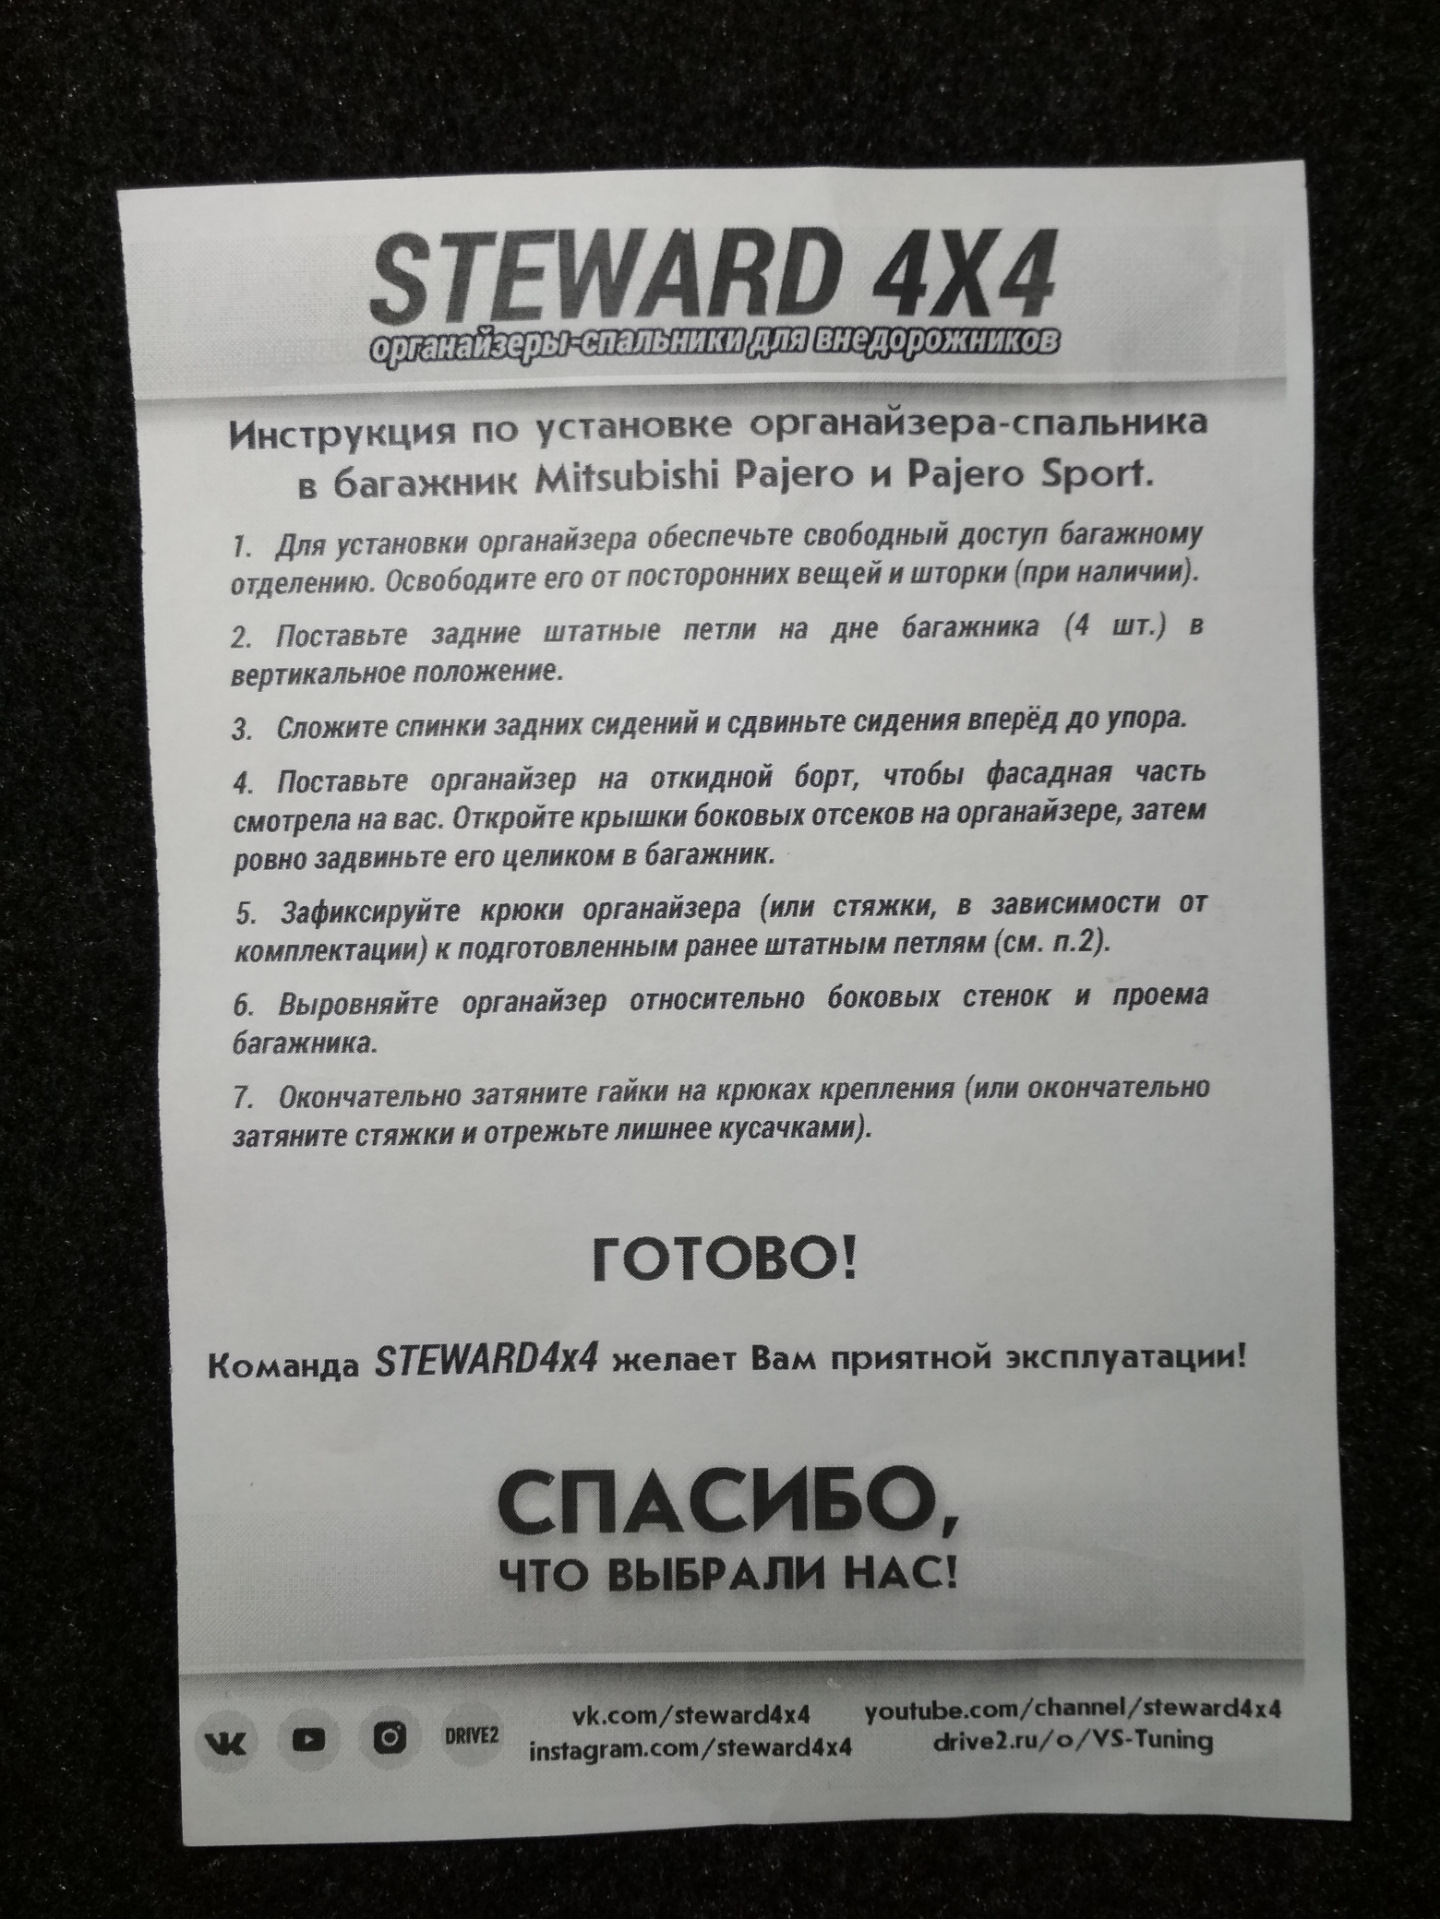 STEWARD 4X4
органайзеры-спальники для внедорожников
Инструкция по установке органайзера-спальника
в багажник Mitsubishi Pajero и Pajero Sport.
1. Для установки органайзера обеспечьте свободный доступ багажному
отделению. Освободите его от посторонних вещей и шторки (при наличии).
2. Поставьте задние штатные петли на дне багажника (4 шт.) в
вертикальное положение.
3. Сложите спинки задних сидений и сдвиньте сидения вперёд до упора.
4. Поставьте органайзер на откидной борт, чтобы фасадная часть
смотрела на вас. Откройте крышки боковых отсеков на органайзере, затем
ровно задвиньте его целиком в багажник.
5. Зафиксируйте крюки органайзера (или стяжки, в зависимости от
комплектации) к подготовленным ранее штатным петлям (см. п.2).
6. Выровняйте органайзер относительно боковых стенок и проема
багажника.
7. Окончательно затяните гайки на крюках крепления (или окончательно
затяните стяжки и отрежьте лишнее кусачками).
ГОТОВО!
Команда STEWARD4x4 желает Вам приятной эксплуатации!
СПАСИБО,
ЧТО ВЫБРАЛИ НАС!
VK
DRIVE2
vk.com/steward4x4
instagram.com/steward4x4
youtube.com/channel/steward4x4
drive2.ru/o/VS-Tuning